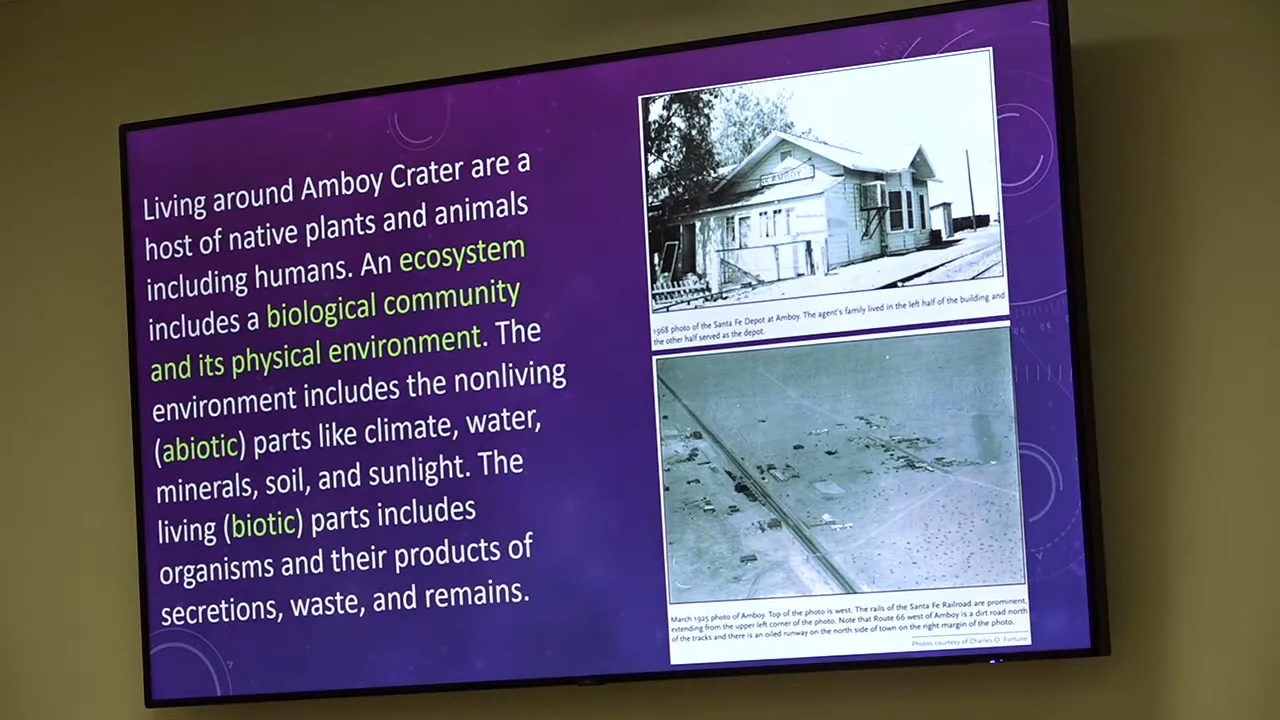 Living around Amboy Crater are a
host of native plants and animals
including humans. An ecosystem
includes a biological community
and its physical environment. The
environment includes the nonliving
(abiotic) parts like climate, water,
minerals, soil, and sunlight. The
living (biotic) parts includes
organisms and their products of
secretions, waste, and remains.
AMBOY
1968 photo of the Santa Fe Depot at Amboy. The agent's family lived in the left half of the building and
the other half served as the depot.
March 1925 photo of Amboy. Top of the photo is west. The rails of the Santa Fe Railroad are prominent,
extending from the upper left corner of the photo. Note that Route 66 west of Amboy is a dirt road north
of the tracks and there is an oiled runway on the north side of town on the right margin of the photo.
Photos courtesy of Charles O. Fortune